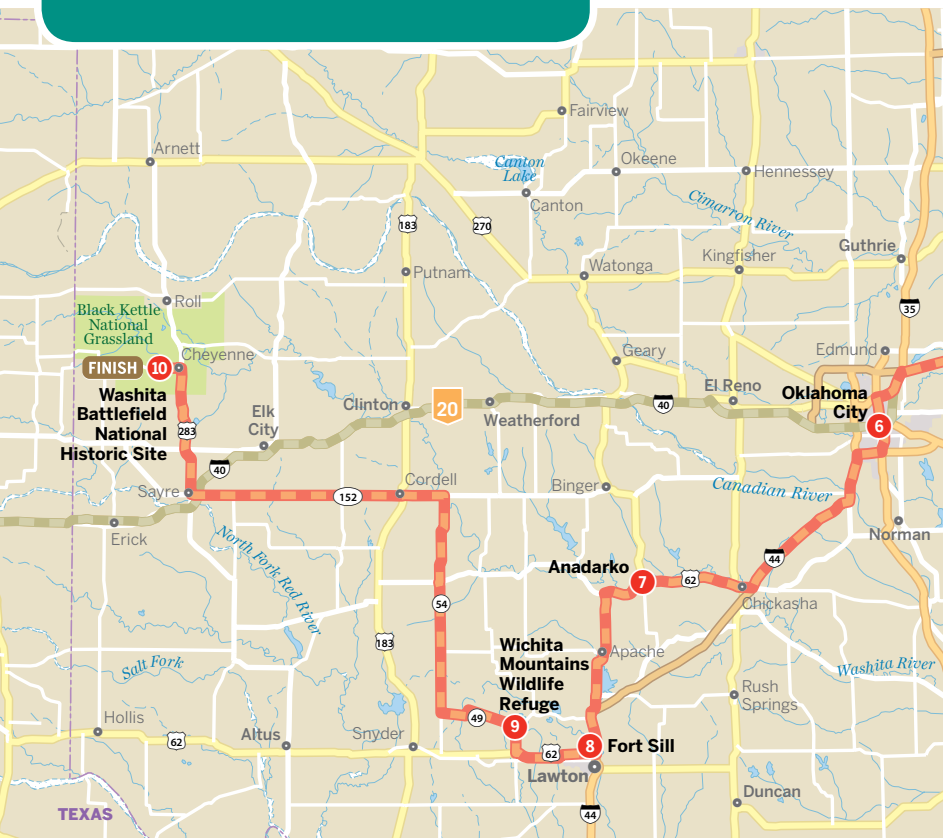 Fairview
Arnett
Canton
Lake
Okeene
Hennessey
Canton
Cimarron River
183
270
Guthrie
Putnam
Watonga
Kingfisher
Roll
Black Kettle
National
Grassland
35
Edmund
Cheyenne
Geary
FINISH
10
El Reno
Oklahoma
City
6
Washita
Battlefield
National
Historic Site
Clinton
20
Weatherford
40
Elk
City
283
40
Sayre
152
Cordell
Binger
Canadian River
Erick
North Fork Red River
Norman
44
Anadarko
7
62
Chickasha
54
183
Wichita
Mountains
Wildlife
Refuge
Apache
Salt Fork
Washita River
Rush
Springs
Hollis
49
9
62
Altus
Snyder
62
8
Fort Sill
Lawton
Duncan
TEXAS
44